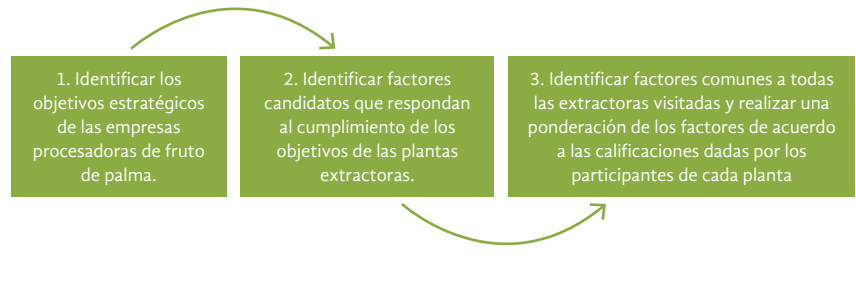 1. Identificar los
objetivos estratégicos
de las empresas
procesadoras de fruto
de palma.
2. Identificar factores
candidatos que respondan
al cumplimiento de los
objetivos de las plantas
extractoras.
3. Identificar factores comunes a todas
las extractoras visitadas y realizar una
ponderación de los factores de acuerdo
a las calificaciones dadas por los
participantes de cada planta